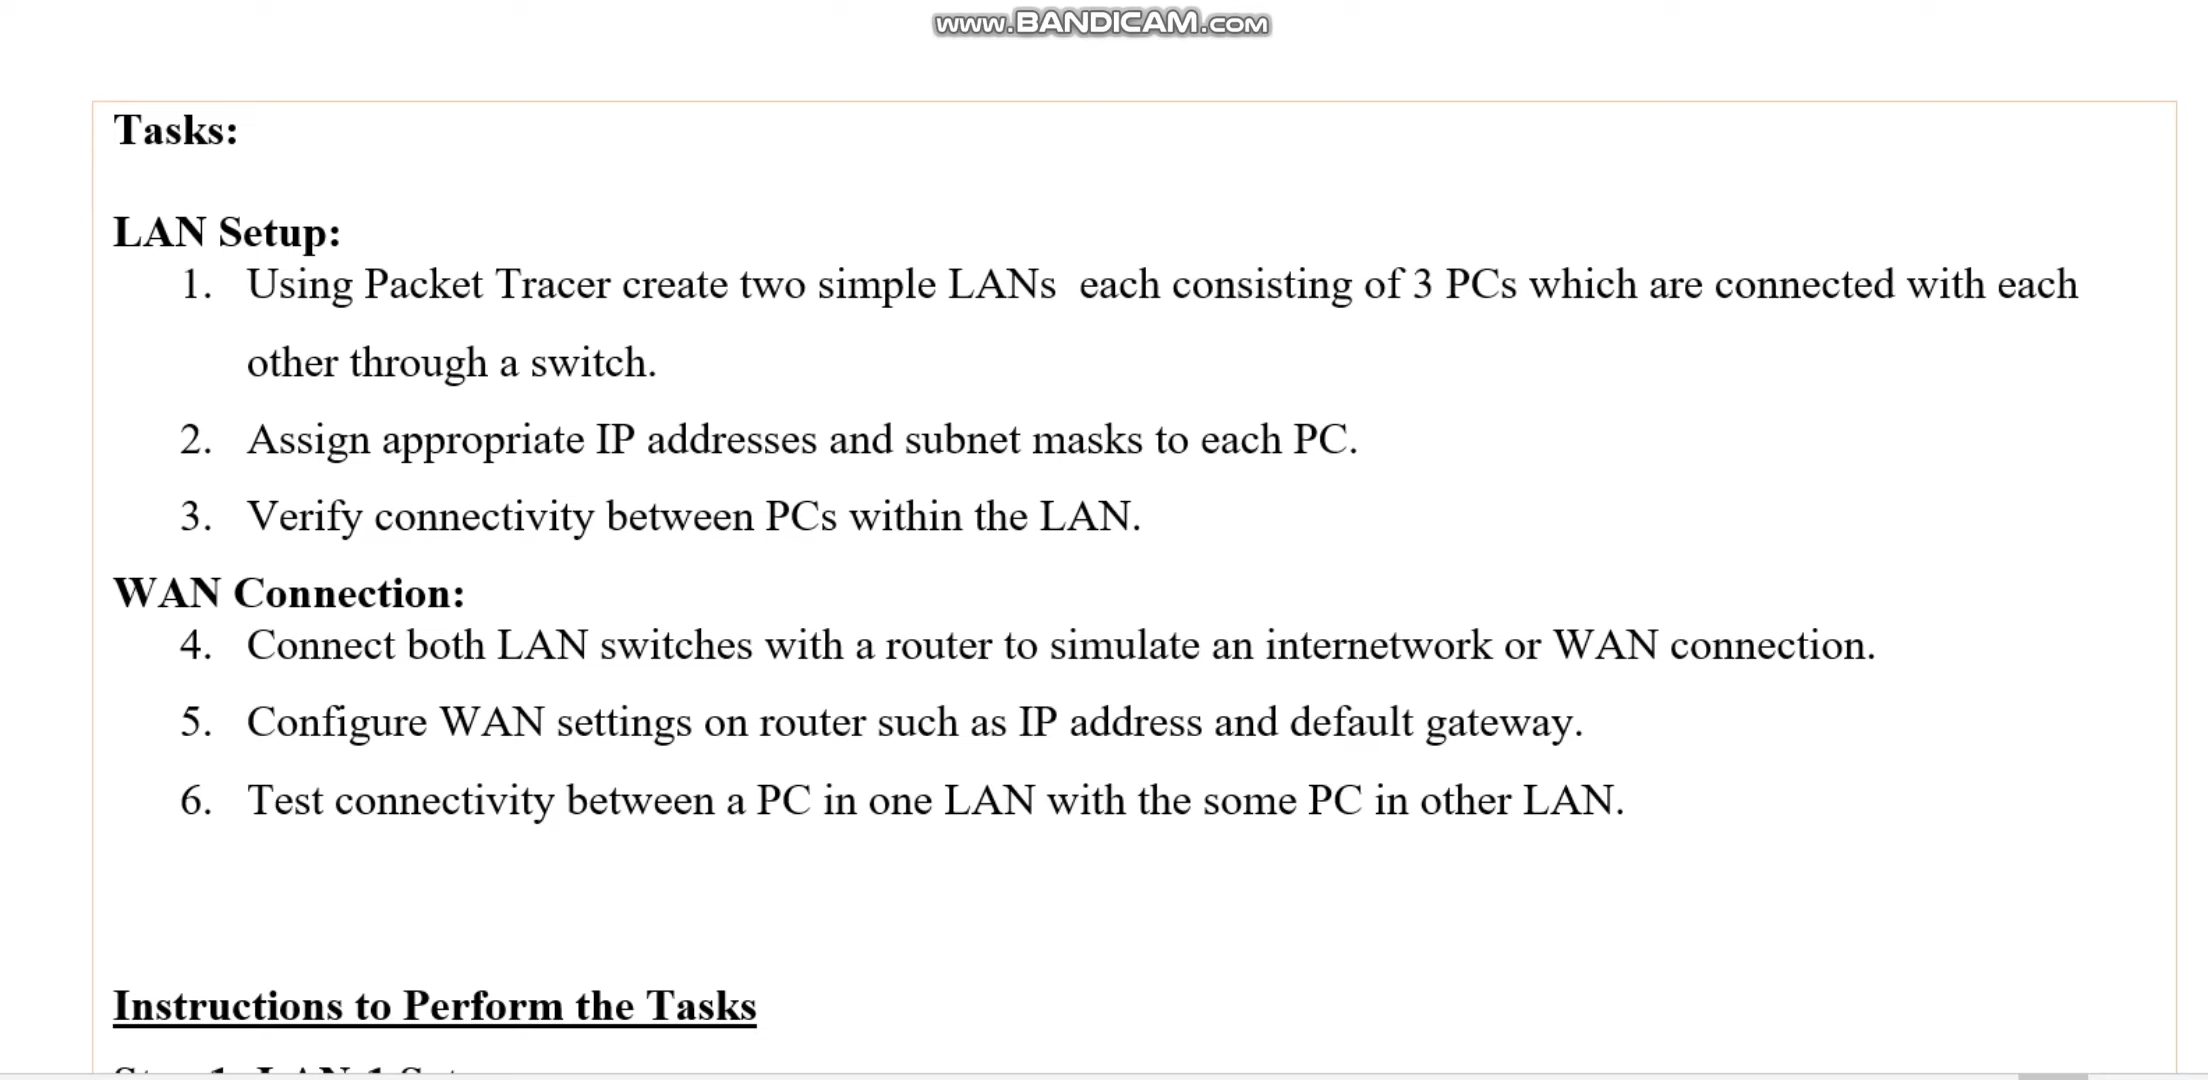 www.BANDICAM.com
Tasks:
LAN Setup:
1. Using Packet Tracer create two simple LANs each consisting of 3 PCs which are connected with each
other through a switch.
2. Assign appropriate IP addresses and subnet masks to each PC.
3. Verify connectivity between PCs within the LAN.
WAN Connection:
4. Connect both LAN switches with a router to simulate an internetwork or WAN connection.
5. Configure WAN settings on router such as IP address and default gateway.
6. Test connectivity between a PC in one LAN with the some PC in other LAN.
Instructions to Perform the Tasks